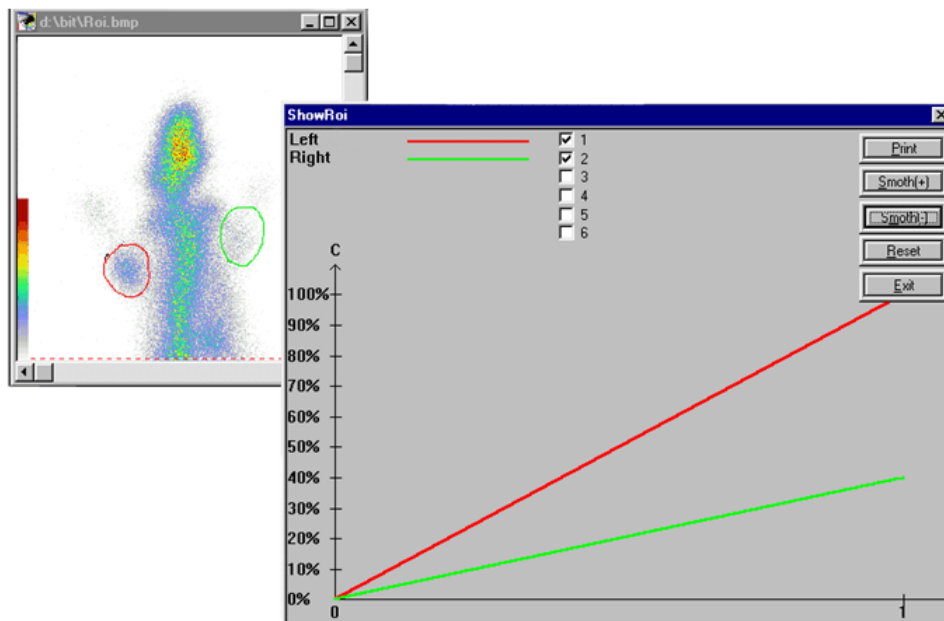 d:\bit\Roi.bmp
ShowRoi
Left
Right
1
2
3
4
5
6
Print
Smoth(+)
Smoth(-)
Reset
Exit
C
100%
90%
80%
70%
60%
50%
40%
30%
20%
10%
0%
0 1